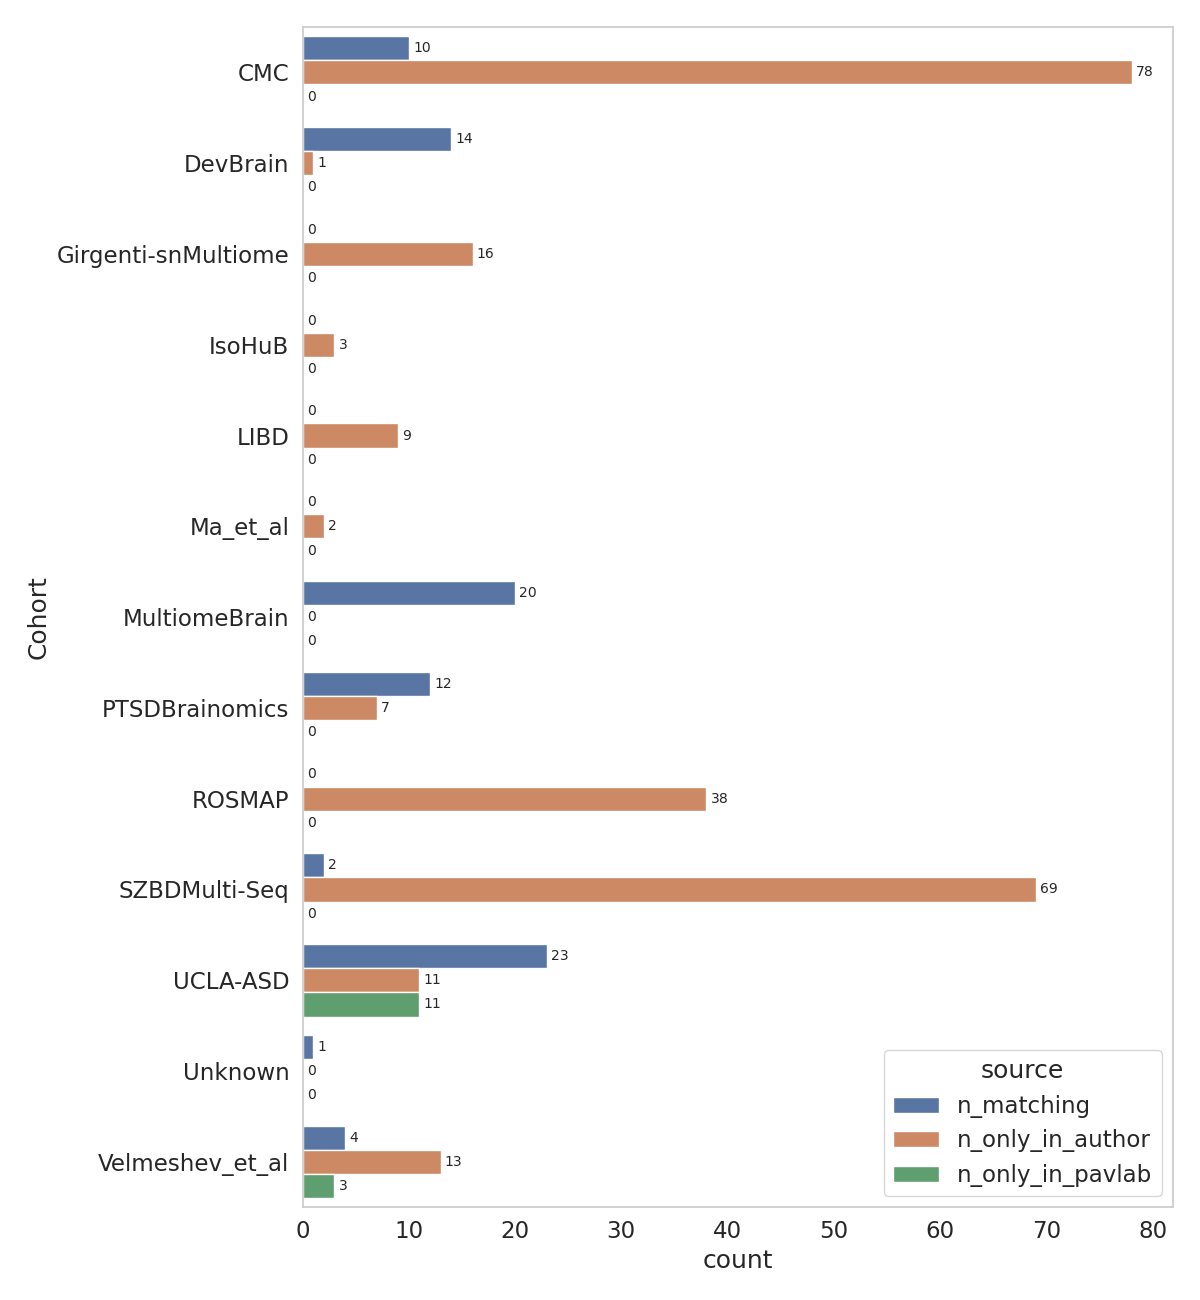 CMC
10
78
0
DevBrain
14
1
0
Girgenti-snMultiome
0
16
0
IsoHuB
0
3
0
LIBD
0
9
0
Ma_et_al
0
2
0
MultiomeBrain
20
0
0
PTSDBrainomics
12
7
0
ROSMAP
0
38
0
SZBDMulti-Seq
2
69
0
UCLA-ASD
23
11
11
Unknown
1
0
0
Velmeshev_et_al
4
13
3
Cohort
source
n_matching
n_only_in_author
n_only_in_pavlab
0 10 20 30 40 50 60 70 80
count